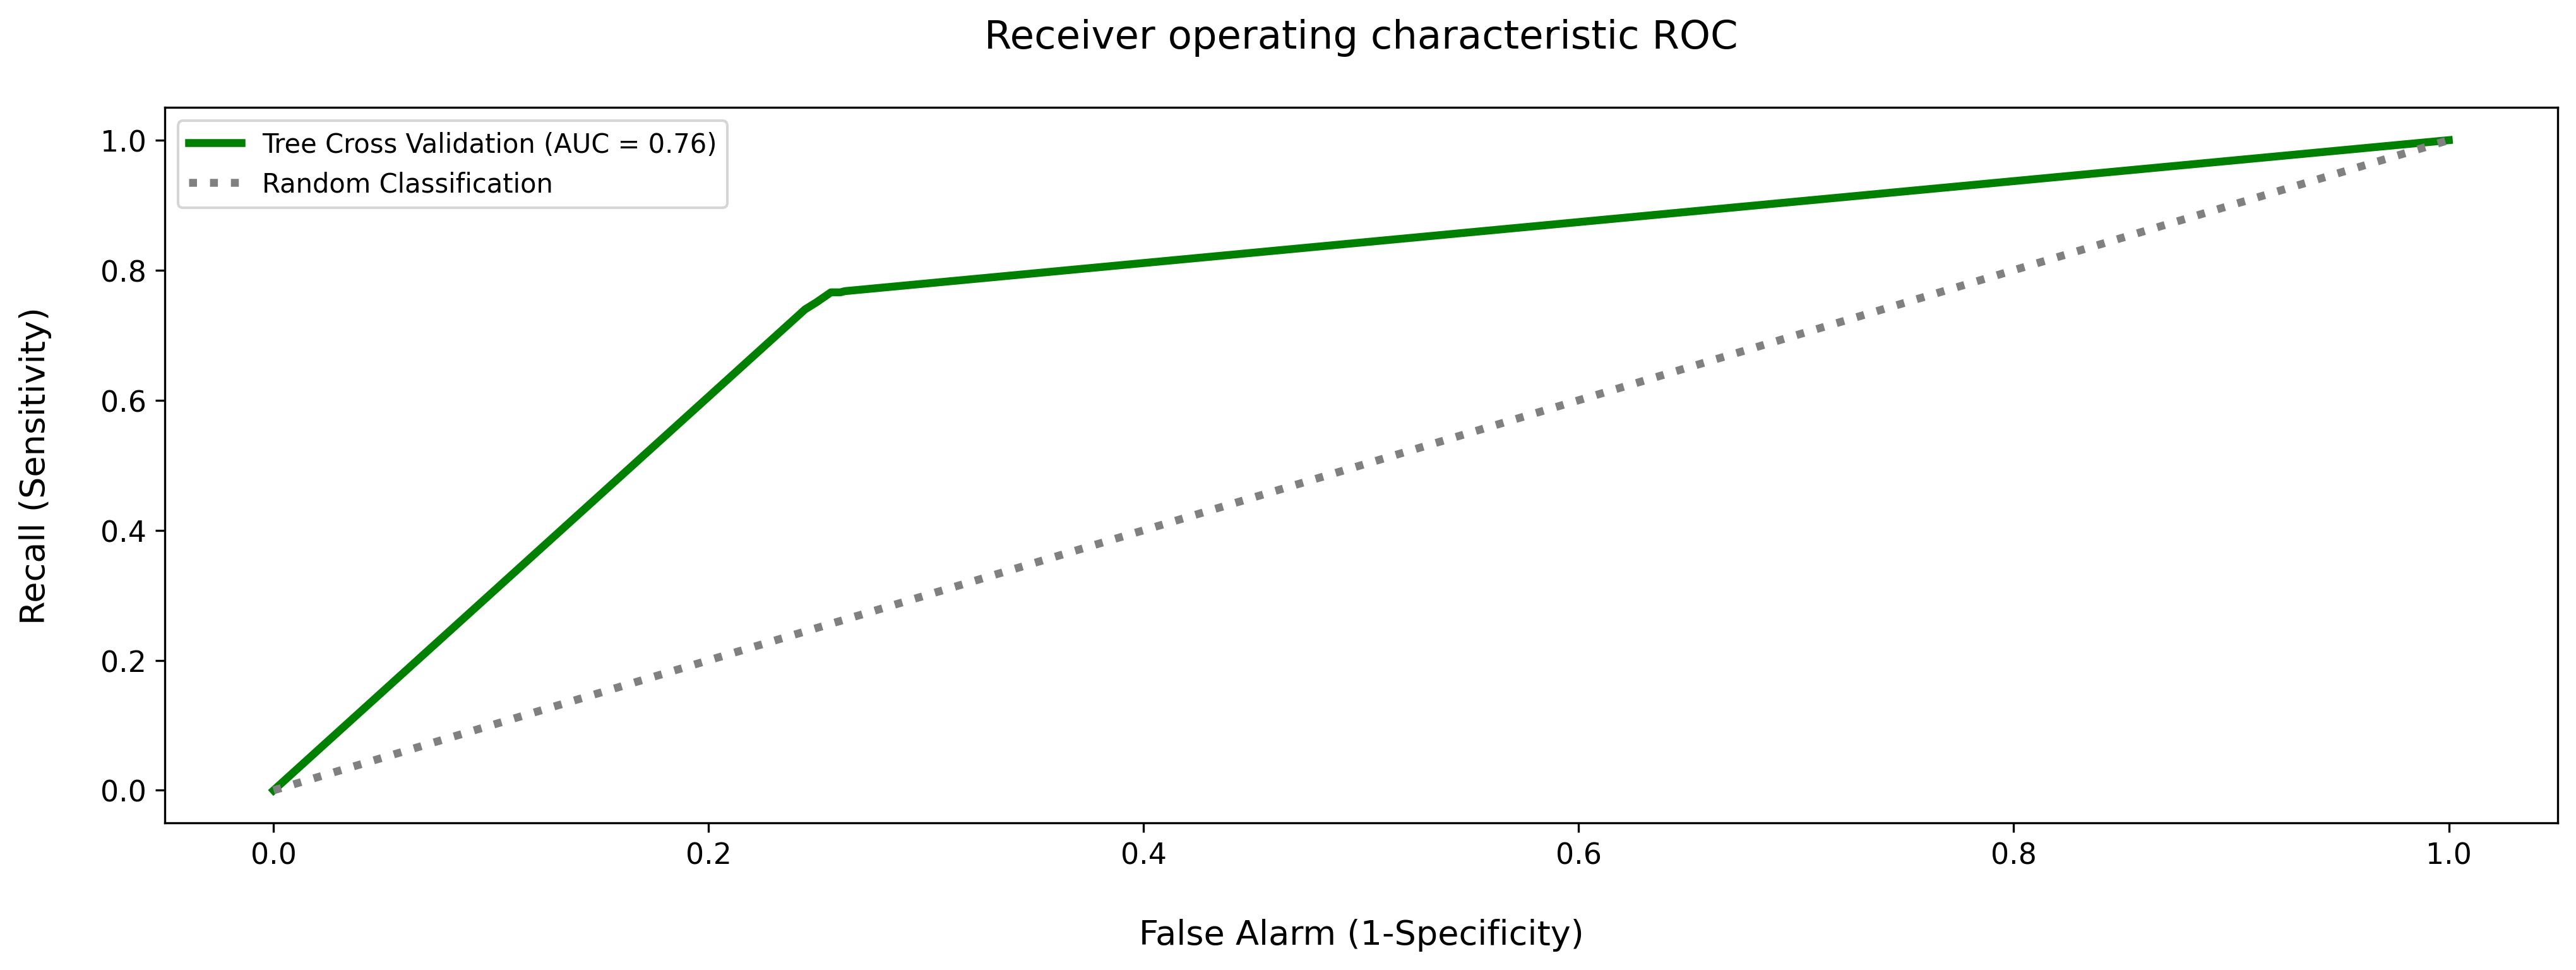 Receiver operating characteristic ROC
Tree Cross Validation (AUC = 0.76)
Random Classification
Recall (Sensitivity)
1.0
0.8
0.6
0.4
0.2
0.0
0.0 0.2 0.4 0.6 0.8 1.0
False Alarm (1-Specificity)